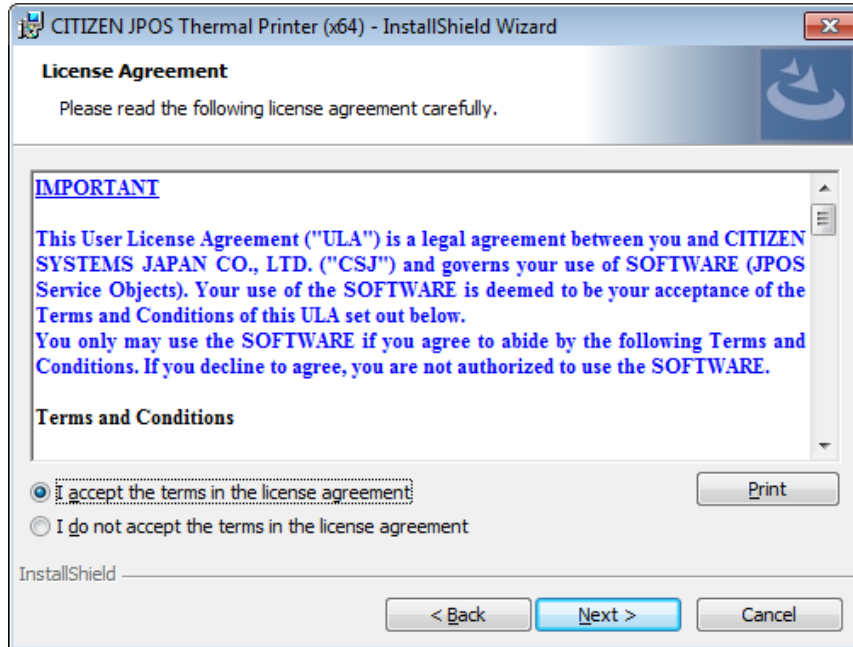 CITIZEN JPOS Thermal Printer (x64) - InstallShield Wizard
License Agreement
Please read the following license agreement carefully.
IMPORTANT
This User License Agreement ("ULA") is a legal agreement between you and CITIZEN
SYSTEMS JAPAN CO., LTD. ("CSJ") and governs your use of SOFTWARE (JPOS
Service Objects). Your use of the SOFTWARE is deemed to be your acceptance of the
Terms and Conditions of this ULA set out below.
You only may use the SOFTWARE if you agree to abide by the following Terms and
Conditions. If you decline to agree, you are not authorized to use the SOFTWARE.
Terms and Conditions
I accept the terms in the license agreement
Print
I do not accept the terms in the license agreement
InstallShield
< Back
Next >
Cancel